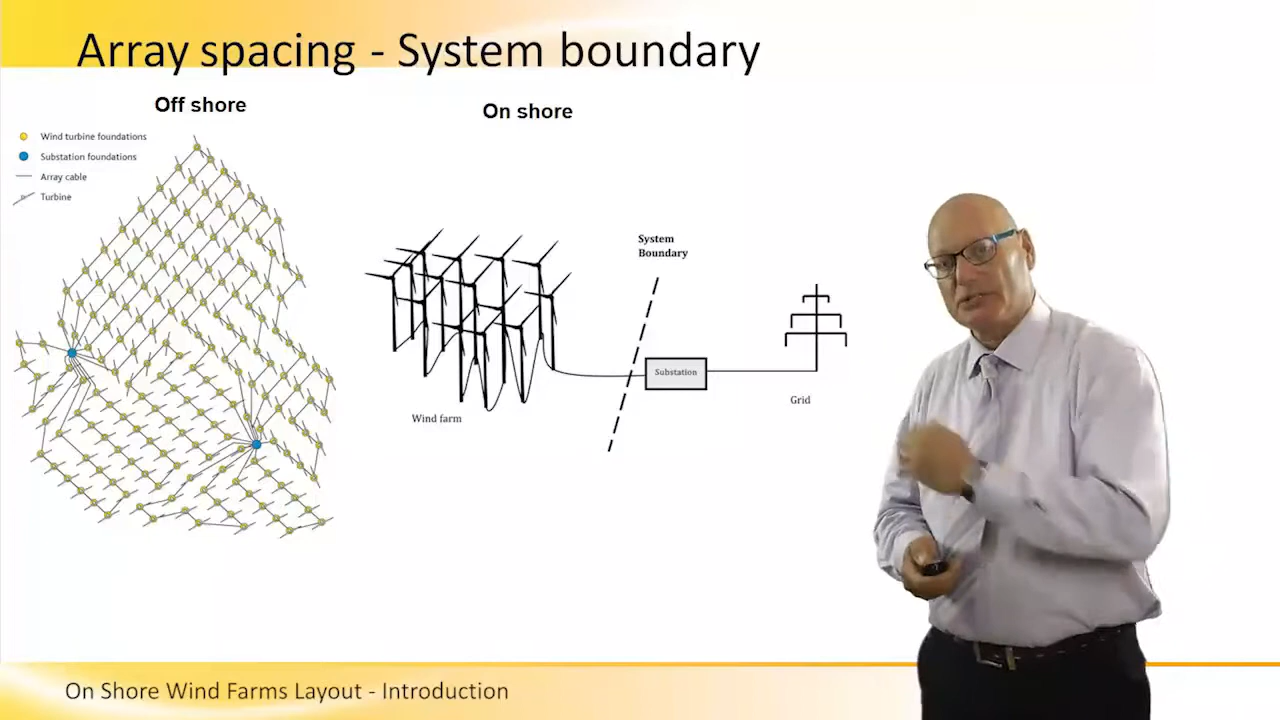 Array spacing - System boundary
Off shore
On shore
Wind turbine foundations
Substation foundations
Array cable
Turbine
System
Boundary
Substation
Wind farm
Grid
On Shore Wind Farms Layout - Introduction